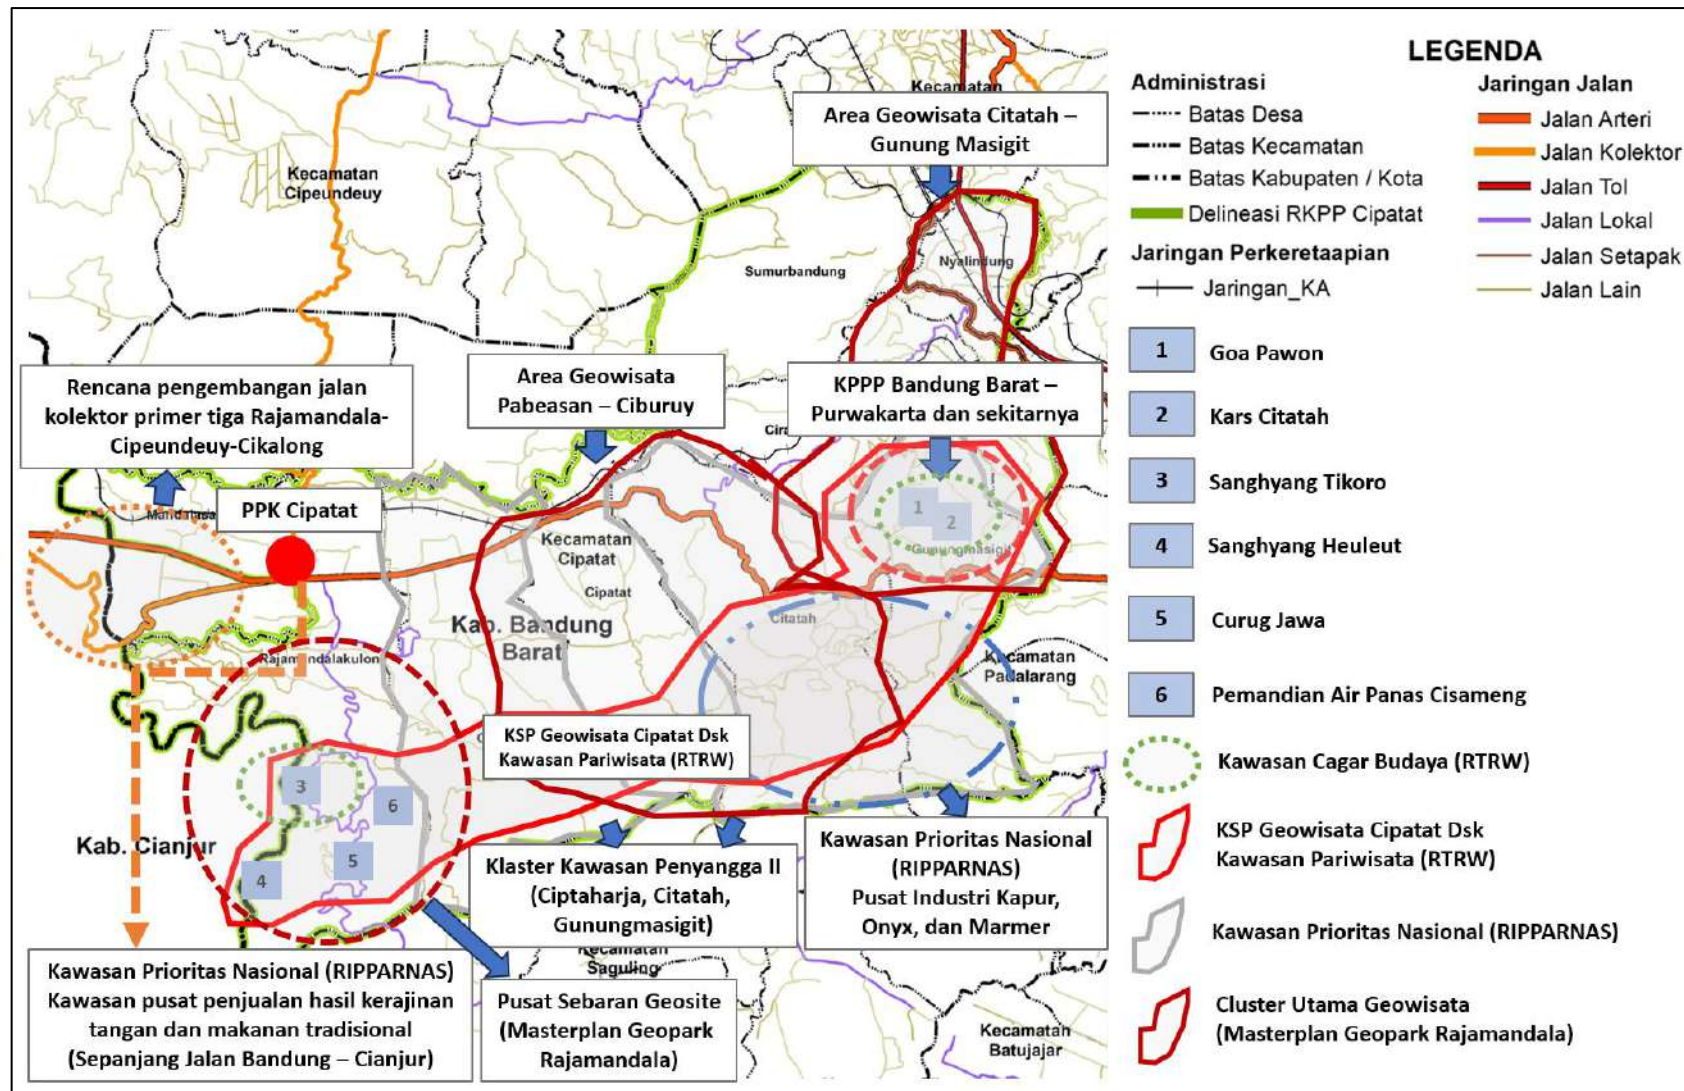 Kecamatan
Area Geowisata Citatah –
Gunung Masigit
Kecamatan
Cipeundeuy
Sumurbandung
Nyalindung
Rencana pengembangan jalan
kolektor primer tiga Rajamandala-
Cipeundeuy-Cikalong
Area Geowisata
Pabeasan – Ciburuy
KPPP Bandung Barat –
Purwakarta dan sekitarnya
PPK Cipatat
1
2
Gunungmasigit
Kecamatan
Cipatat
Cipatat
Citatah
Kab. Bandung
Barat
Rajamandalakulon
Kecamatan
Padalarang
KSP Geowisata Cipatat Dsk
Kawasan Pariwisata (RTRW)
3
6
5
4
Kab. Cianjur
Klaster Kawasan Penyangga II
(Ciptaharja, Citatah,
Gunungmasigit)
Kawasan Prioritas Nasional
(RIPPARNAS)
Pusat Industri Kapur,
Onyx, dan Marmer
Kecamatan
Saguling
Kawasan Prioritas Nasional (RIPPARNAS)
Kawasan pusat penjualan hasil kerajinan
tangan dan makanan tradisional
(Sepanjang Jalan Bandung – Cianjur)
Pusat Sebaran Geosite
(Masterplan Geopark
Rajamandala)
Kecamatan
Batujajar
LEGENDA
Administrasi
Batas Desa
Batas Kecamatan
Batas Kabupaten / Kota
Delineasi RKPP Cipatat
Jaringan Perkeretaapian
Jaringan_KA
Jaringan Jalan
Jalan Arteri
Jalan Kolektor
Jalan Tol
Jalan Lokal
Jalan Setapak
Jalan Lain
1 Goa Pawon
2 Kars Citatah
3 Sanghyang Tikoro
4 Sanghyang Heuleut
5 Curug Jawa
6 Pemandian Air Panas Cisameng
Kawasan Cagar Budaya (RTRW)
KSP Geowisata Cipatat Dsk
Kawasan Pariwisata (RTRW)
Kawasan Prioritas Nasional (RIPPARNAS)
Cluster Utama Geowisata
(Masterplan Geopark Rajamandala)